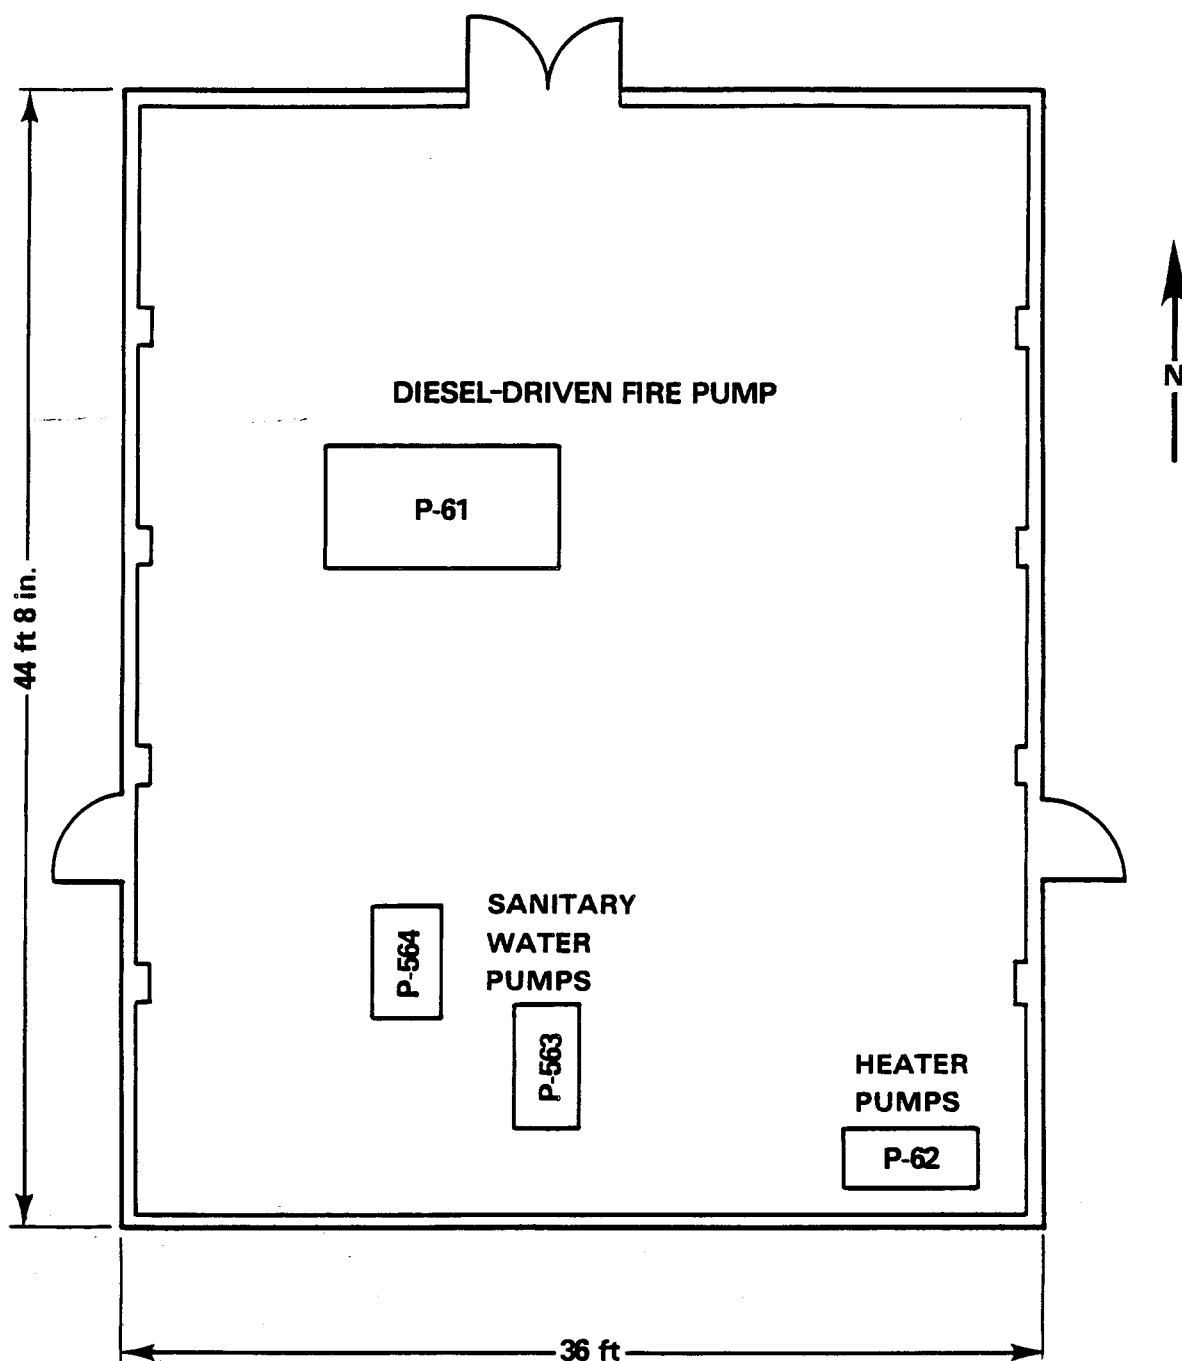 N
DIESEL-DRIVEN FIRE PUMP
P-61
44 ft 8 in.
SANITARY
WATER
PUMPS
P-564
P-563
HEATER
PUMPS
P-62
36 ft